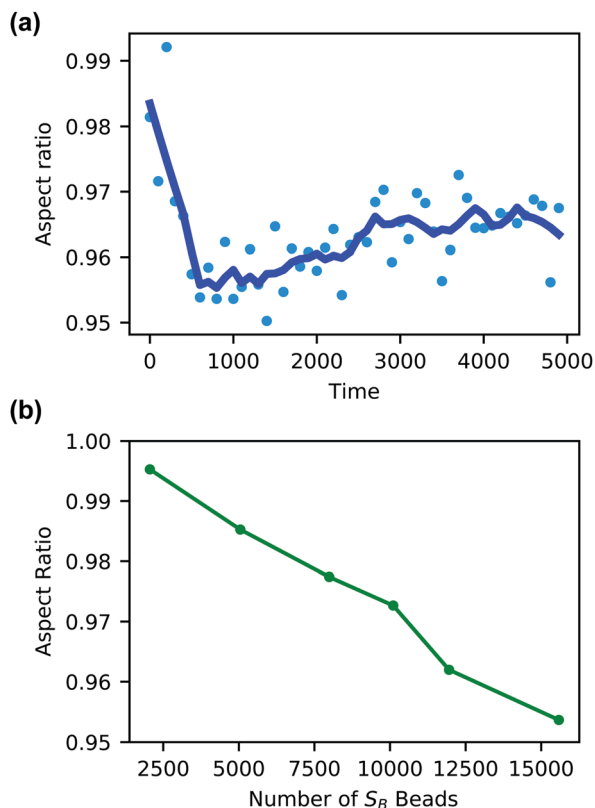 (a)
0.99
0.98
0.97
0.96
0.95
Aspect ratio
0 1000 2000 3000 4000 5000
Time
(b)
1.00
0.99
0.98
0.97
0.96
0.95
Aspect Ratio
2500 5000 7500 10000 12500 15000
Number of S_B Beads